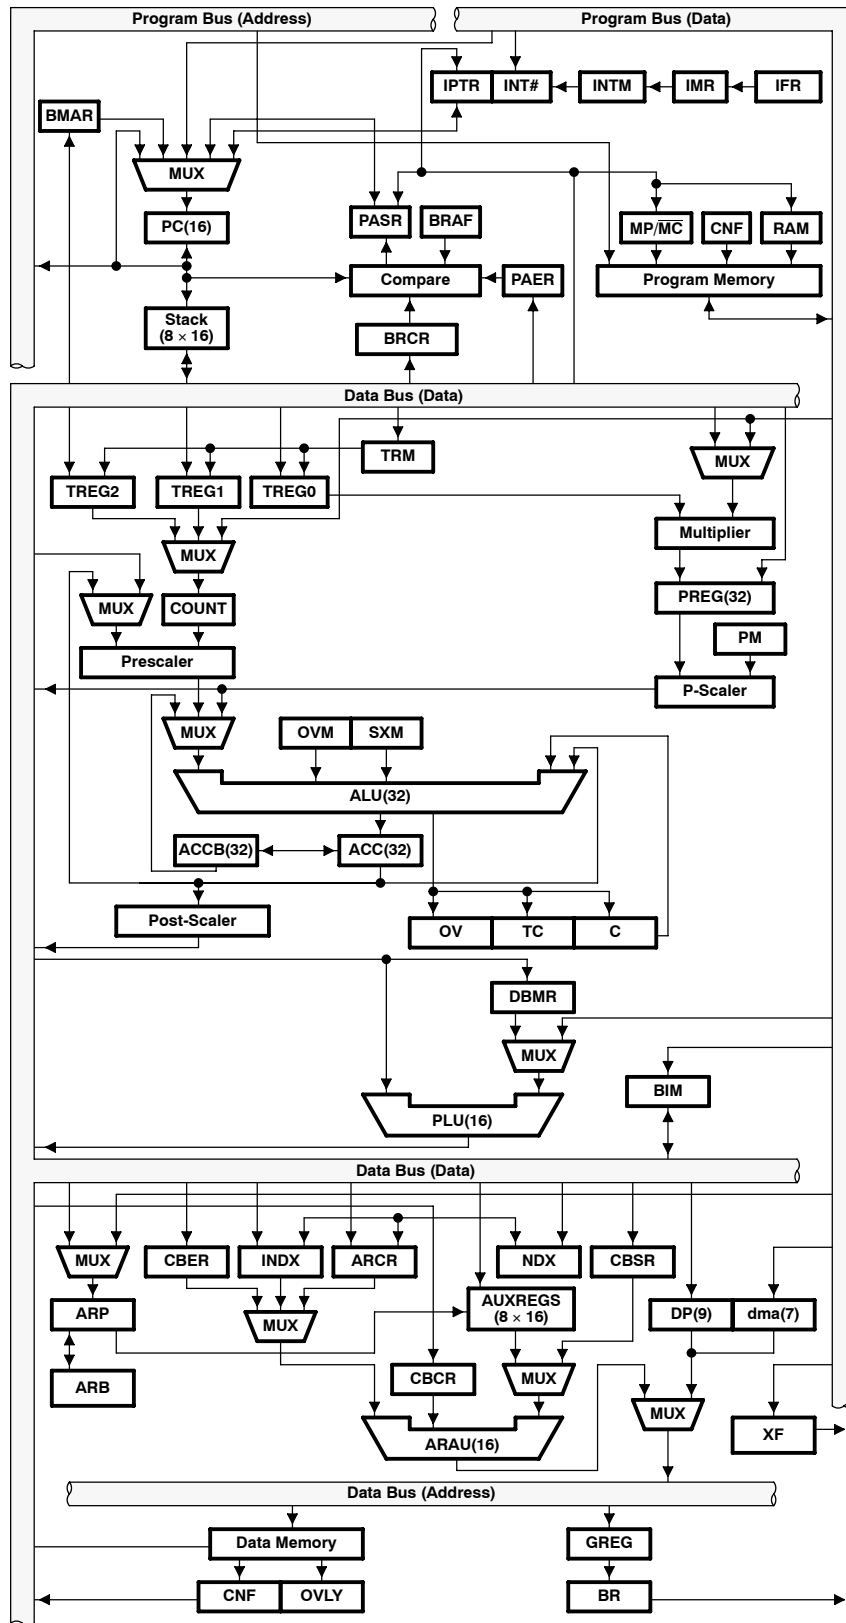 Program Bus (Address)
Program Bus (Data)
IPTR
INT#
INTM
IMR
IFR
BMAR
MUX
PC(16)
PASR
BRAF
MP/MC
CNF
RAM
Compare
PAER
Program Memory
Stack
(8 × 16)
BRCR
Data Bus (Data)
TRM
MUX
TREG2
TREG1
TREG0
Multiplier
MUX
MUX
COUNT
PREG(32)
PM
Prescaler
P-Scaler
MUX
OVM
SXM
ALU(32)
ACCB(32)
ACC(32)
Post-Scaler
OV
TC
C
DBMR
MUX
BIM
PLU(16)
Data Bus (Data)
MUX
CBER
INDX
ARCR
NDX
CBSR
ARP
MUX
AUXREGS
(8 × 16)
DP(9)
dma(7)
ARB
CBCR
MUX
MUX
XF
ARAU(16)
Data Bus (Address)
Data Memory
GREG
CNF
OVLY
BR